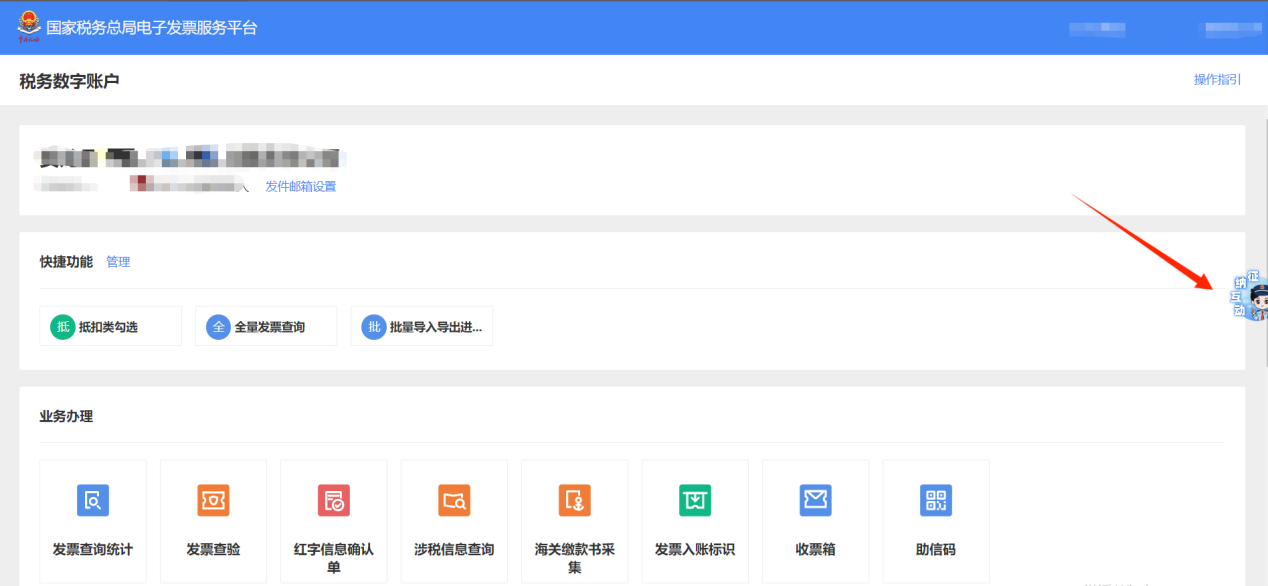 国家税务总局电子发票服务平台
税务数字账户
操作指引
发件邮箱设置
快捷功能 管理
征纳互动
抵 抵扣类勾选
全 全量发票查询
批 批量导入导出进...
业务办理
发票查询统计
发票查验
红字信息确认
单
涉税信息查询
海关缴款书采
集
发票入账标识
收票箱
助信码